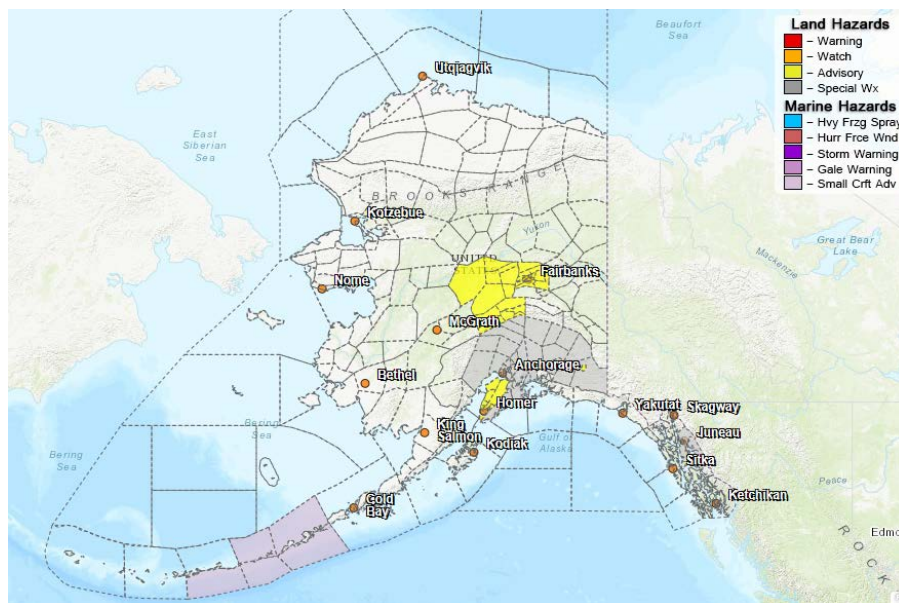 Land Hazards
– Warning
– Watch
– Advisory
– Special Wx
Marine Hazards
– Hvy Frzg Spray
– Hurr Frce Wnd
– Storm Warning
– Gale Warning
– Small Crft Adv
Beaufort
Sea
Utqiagvik
East
Siberian
Sea
BROOKS RANGE
Kotzebue
Great Bear
Lake
Yukon
Mackenzie
UNITED
STATES
Fairbanks
Nome
McGrath
Anchorage
Bethel
Homer
Yakutat
Skagway
King
Salmon
Kodiak
Gulf of
Alaska
Juneau
Bering
Sea
Bering
Sea
Sitka
Peace
Cold
Bay
Ketchikan
Edmo
ROCK